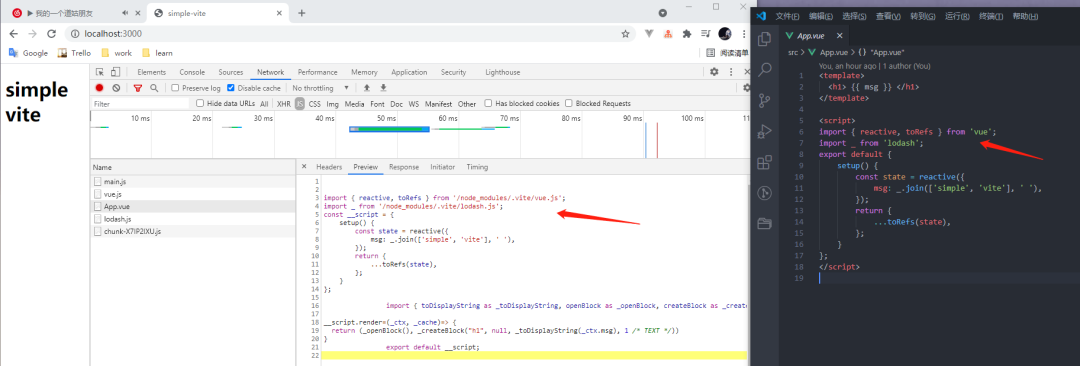 ▶ 我的一个道姑朋友
simple-vite
localhost:3000
Google
Trello
work
learn
阅读清单
simple
vite
Elements
Console
Sources
Network
Performance
Memory
Application
Security
Lighthouse
Preserve log
Disable cache
No throttling
Filter
Hide data URLs
All
XHR
JS
CSS
Img
Media
Font
Doc
WS
Manifest
Other
Has blocked cookies
Blocked Requests
10 ms
20 ms
30 ms
40 ms
50 ms
60 ms
70 ms
80 ms
90 ms
100 ms
Name
main.js
vue.js
App.vue
lodash.js
chunk-X7IP2IXU.js
Headers
Preview
Response
Initiator
Timing
1
2
3 import { reactive, toRefs } from '/node_modules/.vite/vue.js';
4 import _ from '/node_modules/.vite/lodash.js';
5 const __script = {
6 setup() {
7 const state = reactive({
8 msg: _.join(['simple', 'vite'], ' '),
9 });
10 return {
11 ...toRefs(state),
12 };
13 }
14 };
15
16 import { toDisplayString as _toDisplayString, openBlock as _openBlock, createBlock as _crea
17
18 __script.render=(_ctx, _cache)=> {
19 return (_openBlock(), _createBlock("h1", null, _toDisplayString(_ctx.msg), 1 /* TEXT */))
20 }
21 export default __script;
22
文件(F)
编辑(E)
选择(S)
查看(V)
转到(G)
运行(R)
终端(T)
帮助(H)
App.vue
src > App.vue > {} "App.vue"
You, an hour ago | 1 author (You)
1 <template>
2 <h1> {{ msg }} </h1>
3 </template>
4
5 <script>
6 import { reactive, toRefs } from 'vue';
7 import _ from 'lodash';
8 export default {
9 setup() {
10 const state = reactive({
11 msg: _.join(['simple', 'vite'], ' '),
12 });
13 return {
14 ...toRefs(state),
15 };
16 }
17 };
18 </script>
19